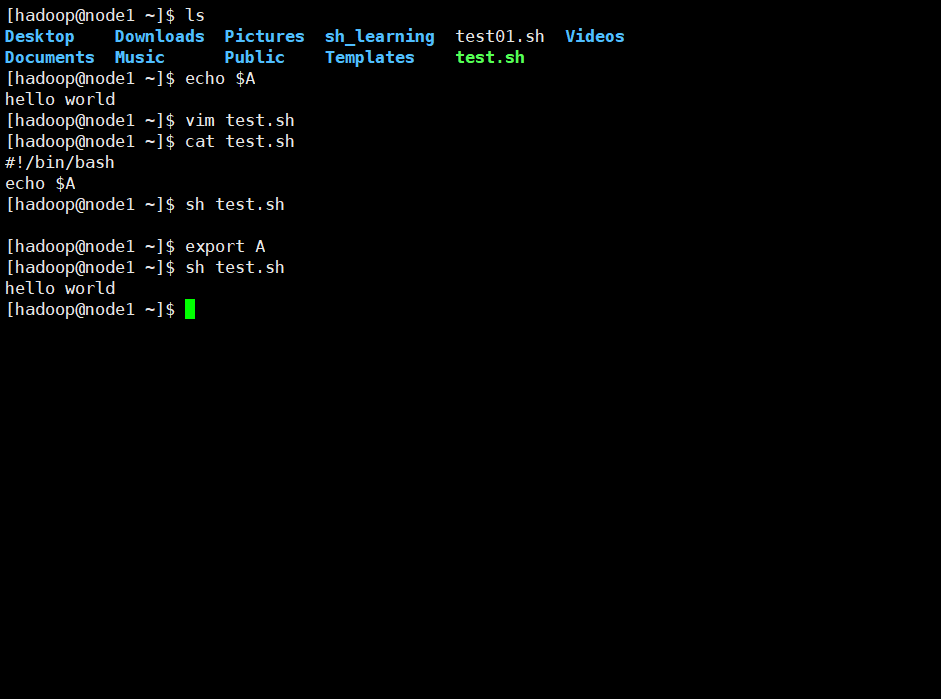 [hadoop@node1 ~]$ ls
Desktop    Downloads  Pictures  sh_learning  test01.sh  Videos
Documents  Music      Public    Templates    test.sh
[hadoop@node1 ~]$ echo $A
hello world
[hadoop@node1 ~]$ vim test.sh
[hadoop@node1 ~]$ cat test.sh
#!/bin/bash
echo $A
[hadoop@node1 ~]$ sh test.sh

[hadoop@node1 ~]$ export A
[hadoop@node1 ~]$ sh test.sh
hello world
[hadoop@node1 ~]$